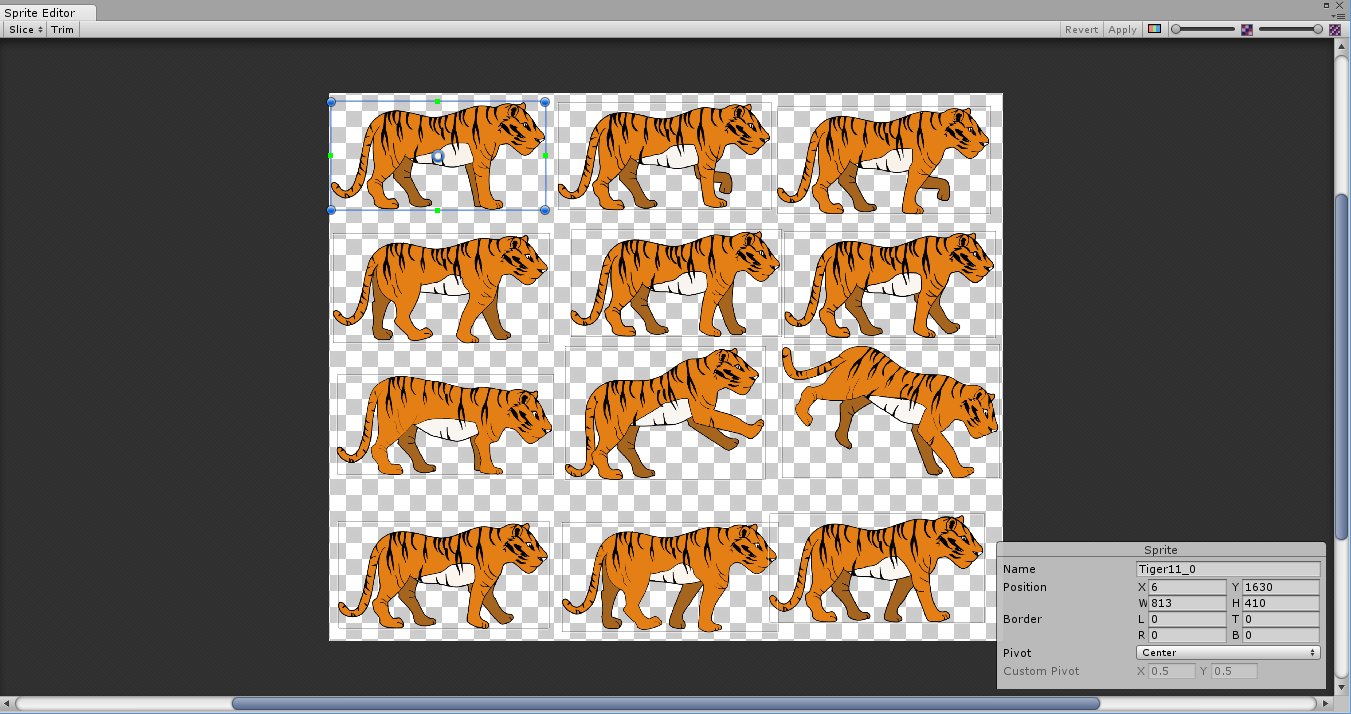 Sprite Editor
Slice Trim Revert Apply
Sprite
Name Tiger11_0
Position X 6 Y 1630
W 813 H 410
Border L 0 T 0
R 0 B 0
Pivot Center
Custom Pivot X 0.5 Y 0.5